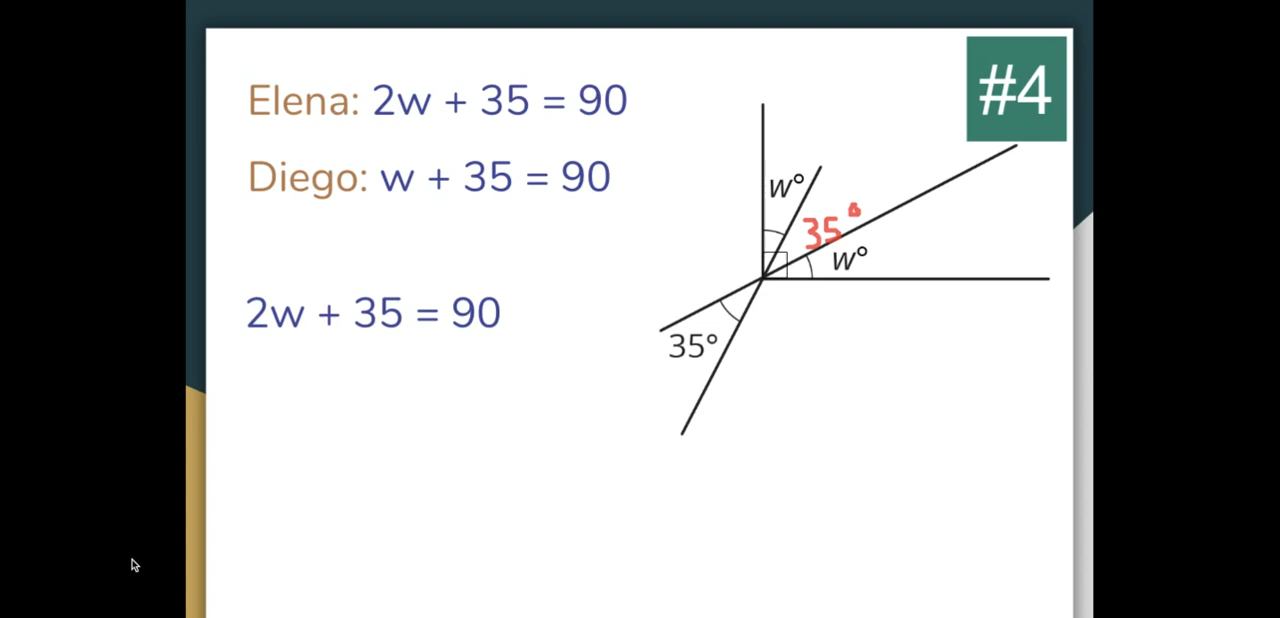 #4
Elena: 2w + 35 = 90
Diego: w + 35 = 90
w°
35°
w°
2w + 35 = 90
35°